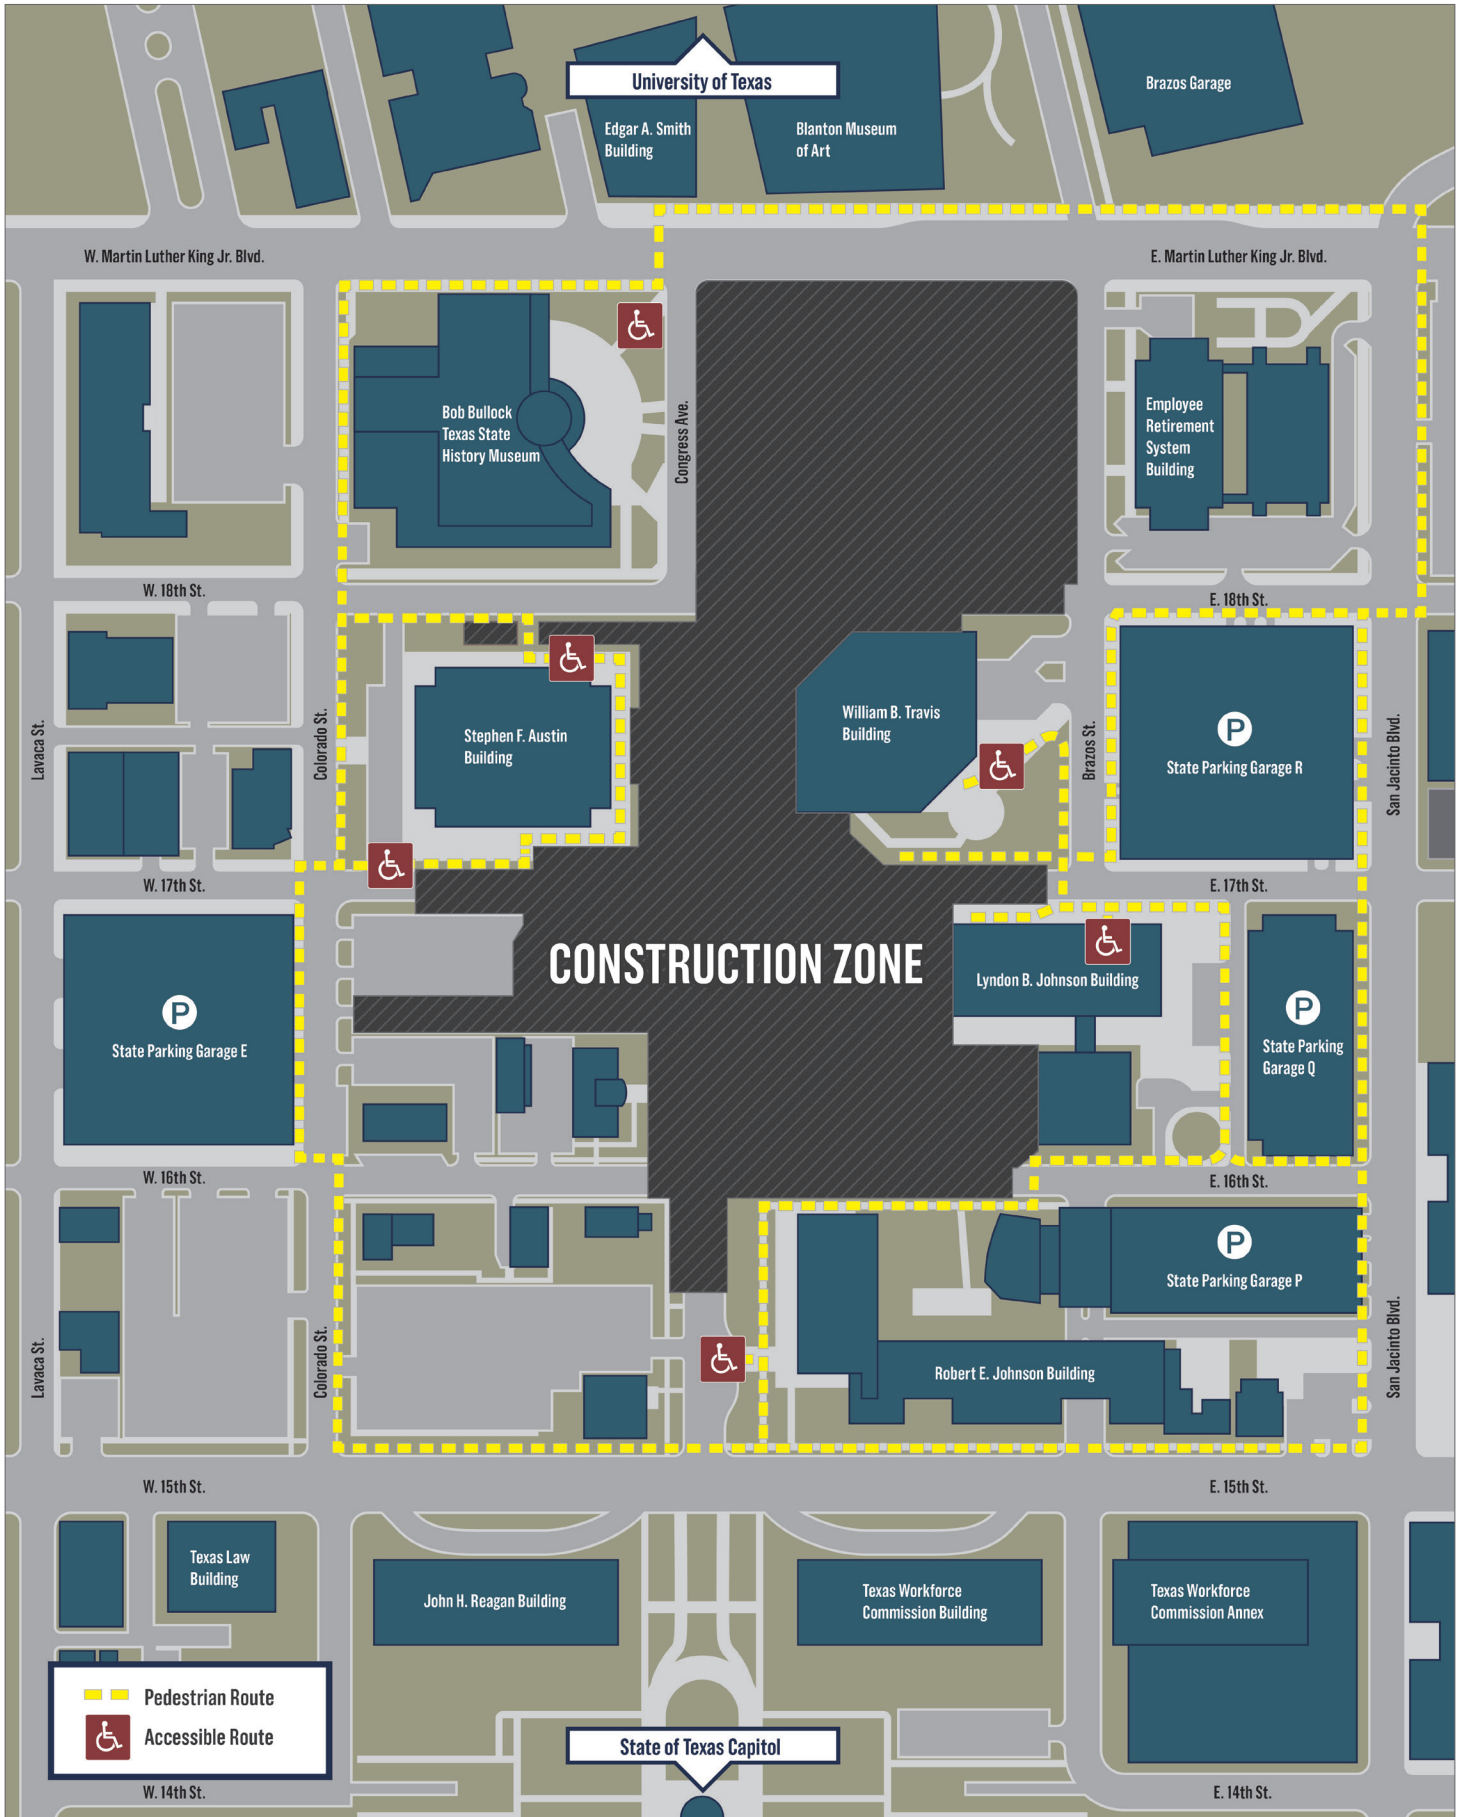 University of Texas
Brazos Garage
Edgar A. Smith
Building
Blanton Museum
of Art
W. Martin Luther King Jr. Blvd.
E. Martin Luther King Jr. Blvd.
Bob Bullock
Texas State
History Museum
Congress Ave.
Employee
Retirement
System
Building
W. 18th St.
E. 18th St.
Lavaca St.
Colorado St.
Stephen F. Austin
Building
William B. Travis
Building
Brazos St.
P
State Parking Garage R
San Jacinto Blvd.
W. 17th St.
E. 17th St.
CONSTRUCTION ZONE
Lyndon B. Johnson Building
P
State Parking Garage E
P
State Parking
Garage Q
W. 16th St.
E. 16th St.
P
State Parking Garage P
Lavaca St.
Colorado St.
Robert E. Johnson Building
San Jacinto Blvd.
W. 15th St.
E. 15th St.
Texas Law
Building
John H. Reagan Building
Texas Workforce
Commission Building
Texas Workforce
Commission Annex
Pedestrian Route
Accessible Route
State of Texas Capitol
W. 14th St.
E. 14th St.